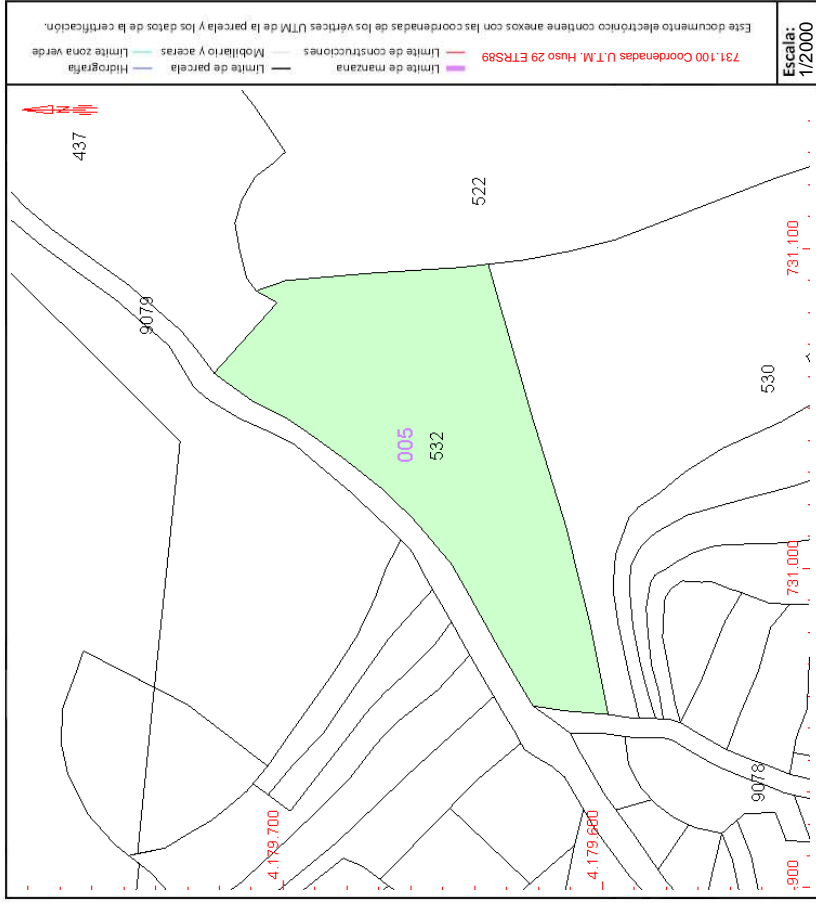 Este documento electrónico contiene anexos con las coordenadas de los vértices UTM de la parcela y los datos de la certificación.
731.100 Coordenadas U.T.M. Huso 29 ETRS89
Límite de manzana
Límite de construcciones
Límite de parcela
Mobiliario y aceras
Hidrografía
Límite zona verde
Escala:
1/2000
437
522
9079
731.100
005
532
530
731.000
4.179.700
4.179.600
9078
.900